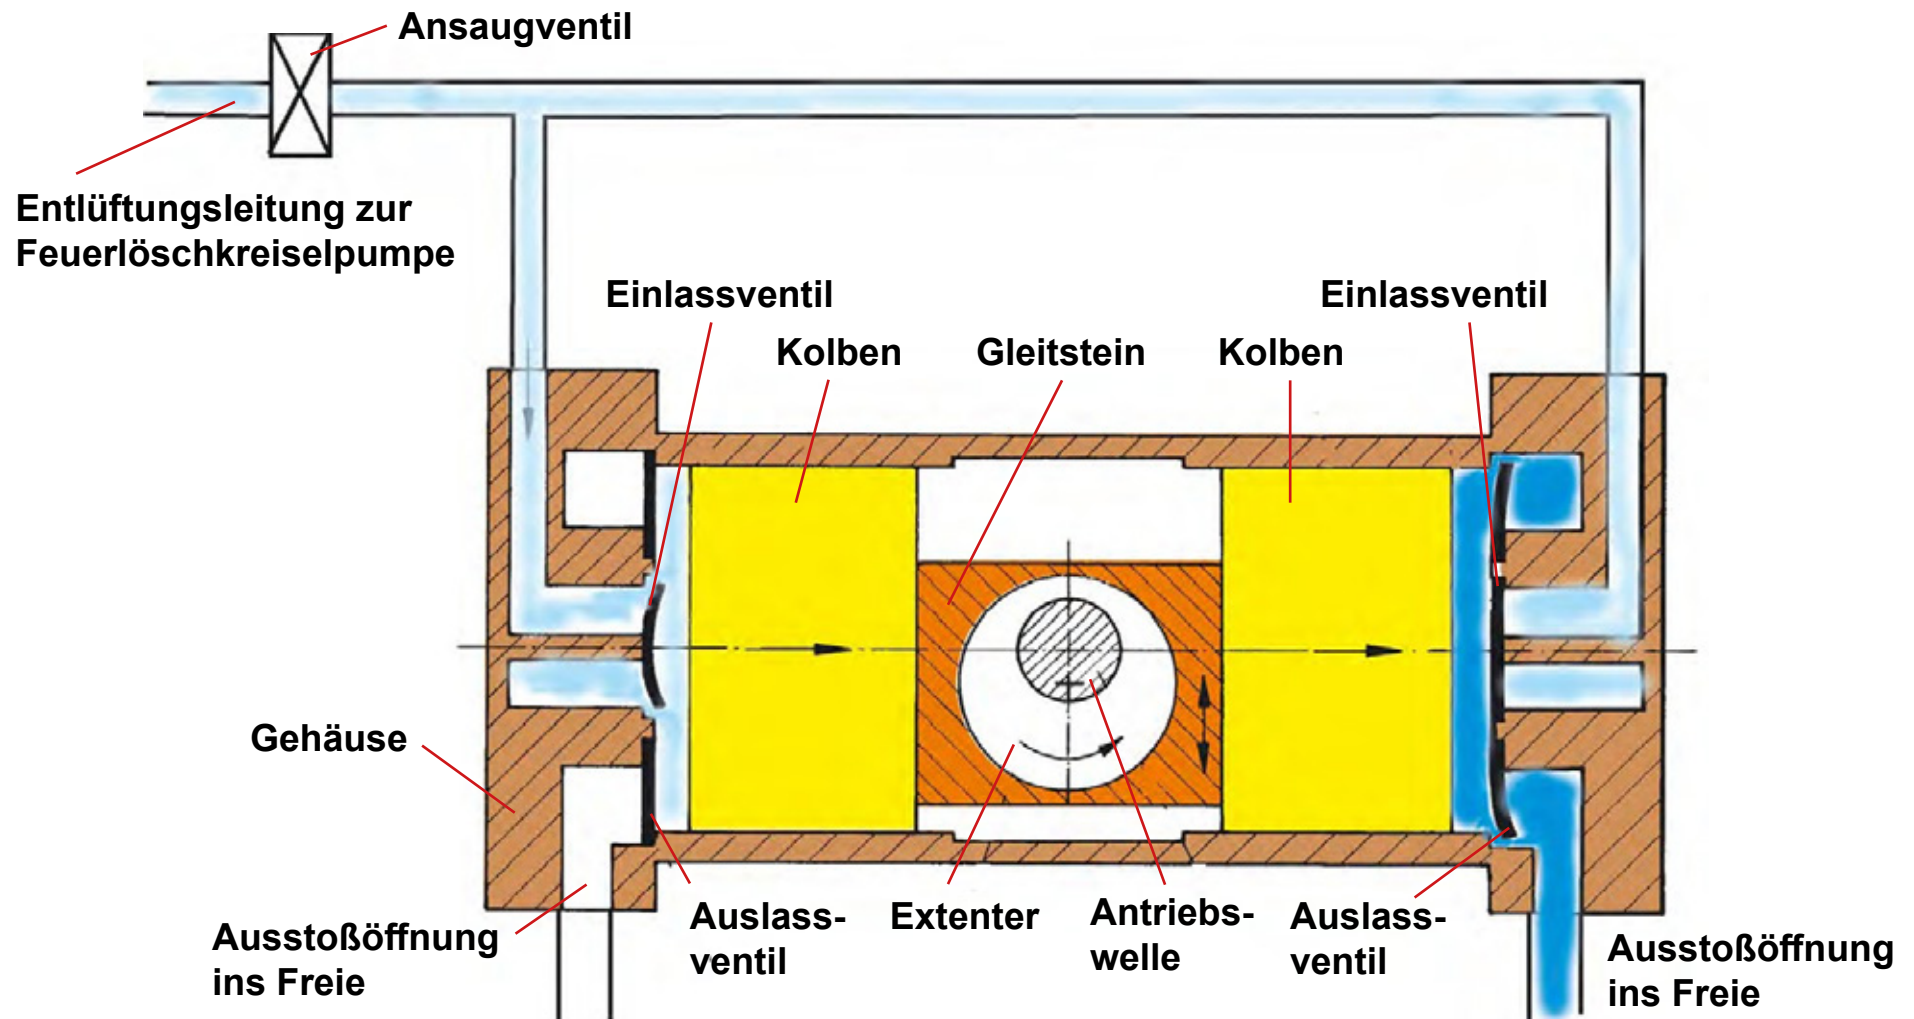 Ansaugventil
Entlüftungsleitung zur
Feuerlöschkreiselpumpe
Einlassventil
Einlassventil
Kolben
Gleitstein
Kolben
Gehäuse
Ausstoßöffnung
ins Freie
Auslass-
ventil
Extenter
Antriebs-
welle
Auslass-
ventil
Ausstoßöffnung
ins Freie